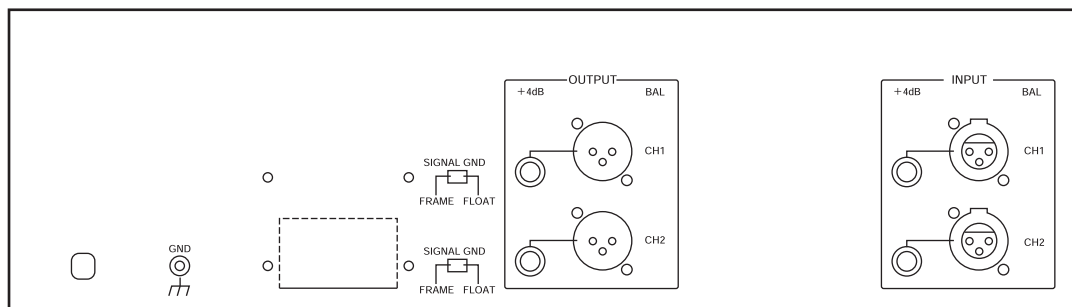 OUTPUT
+4dB BAL
CH1
CH2
INPUT
+4dB BAL
CH1
CH2
SIGNAL GND
FRAME FLOAT
SIGNAL GND
FRAME FLOAT
GND